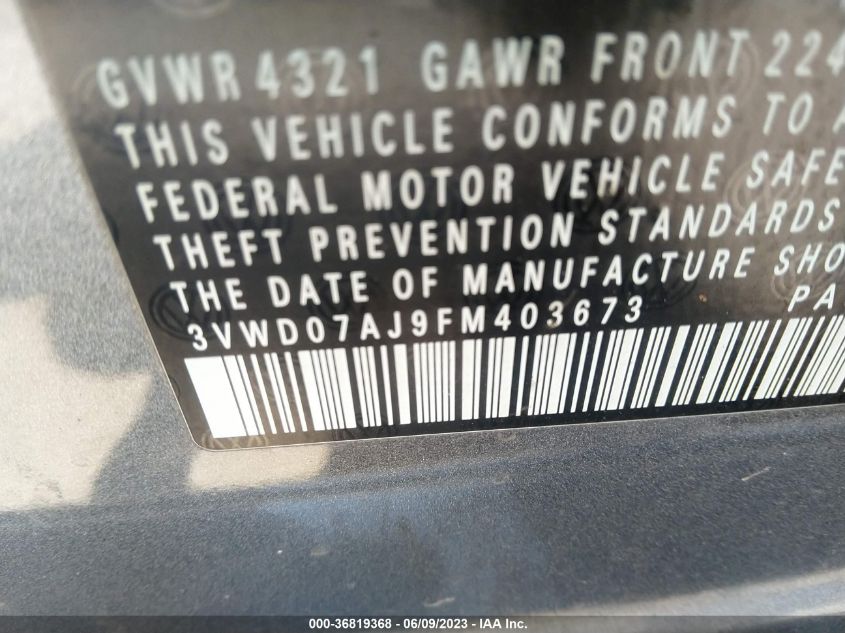 GVWR 4321 GAWR FRONT 224
THIS VEHICLE CONFORMS TO A
FEDERAL MOTOR VEHICLE SAFE
THEFT PREVENTION STANDARDS
THE DATE OF MANUFACTURE SHO
3VWD07AJ9FM403673 PA
000-36819368 - 06/09/2023 - IAA Inc.